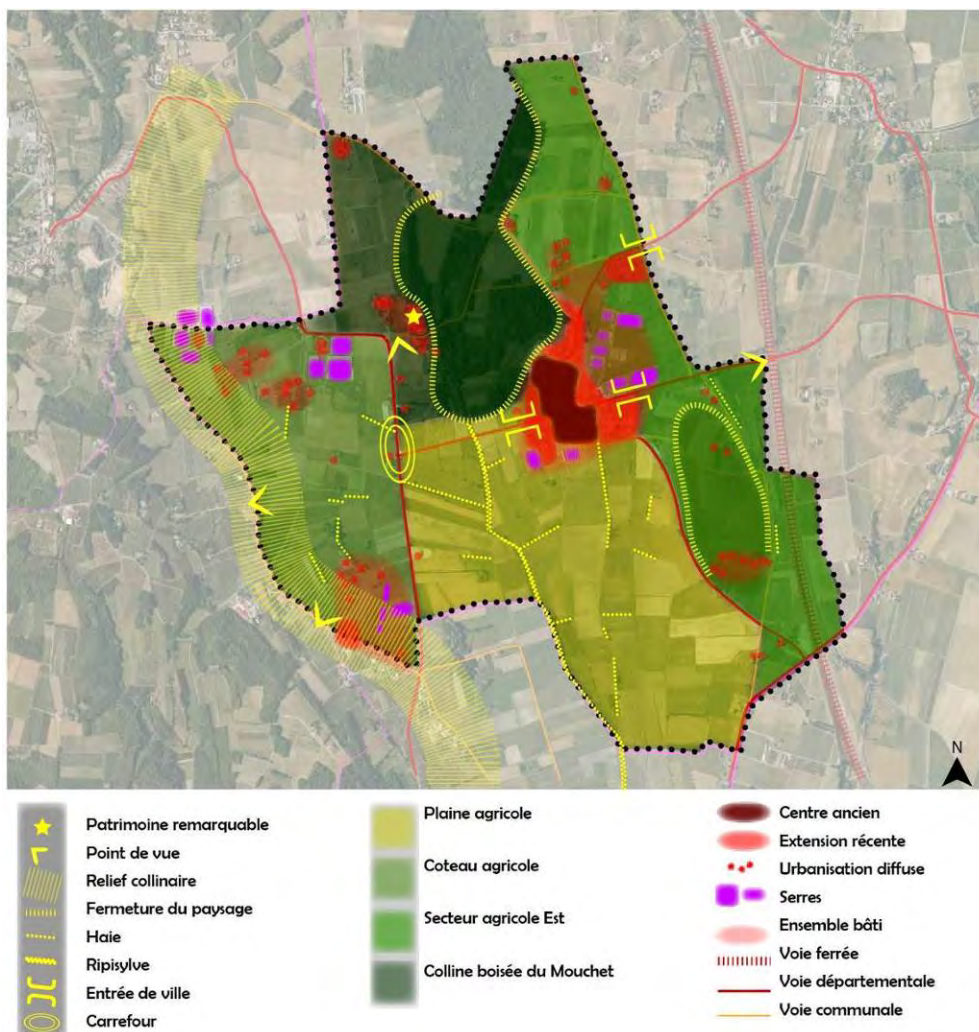 N
Patrimoine remarquable
Point de vue
Relief collinaire
Fermeture du paysage
Haie
Ripisylve
Entrée de ville
Carrefour
Plaine agricole
Coteau agricole
Secteur agricole Est
Colline boisée du Mouchet
Centre ancien
Extension récente
Urbanisation diffuse
Serres
Ensemble bâti
Voie ferrée
Voie départementale
Voie communale